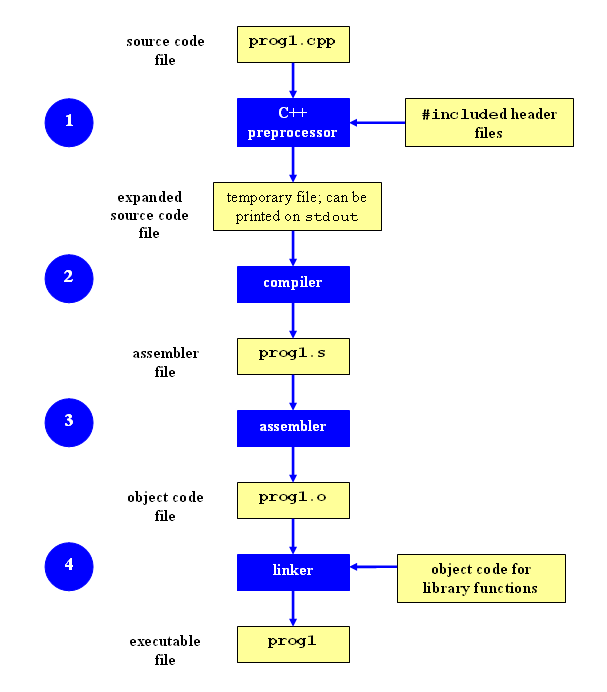 source code
file
prog1.cpp
1
C++
preprocessor
#included header
files
expanded
source code
file
temporary file; can be
printed on stdout
2
compiler
assembler
file
prog1.s
3
assembler
object code
file
prog1.o
4
linker
object code for
library functions
executable
file
prog1